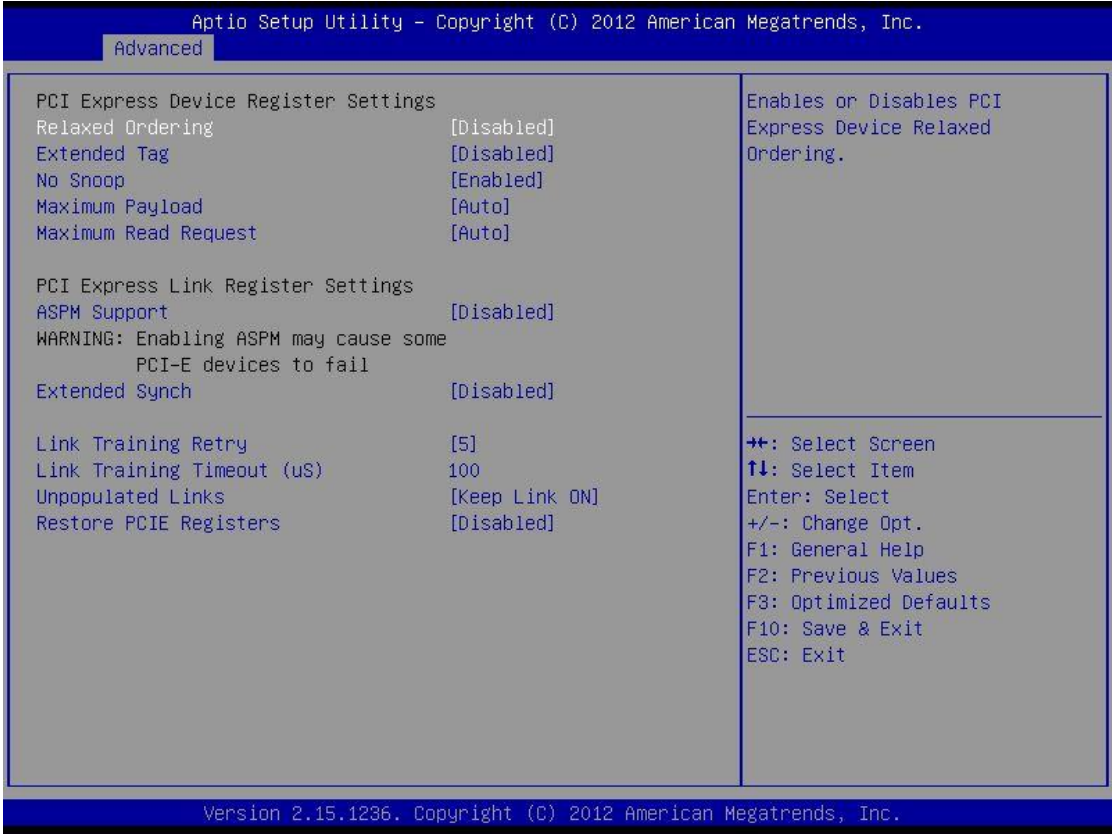 Aptio Setup Utility – Copyright (C) 2012 American Megatrends, Inc.
Advanced
PCI Express Device Register Settings
Relaxed Ordering [Disabled]
Extended Tag [Disabled]
No Snoop [Enabled]
Maximum Payload [Auto]
Maximum Read Request [Auto]
PCI Express Link Register Settings
ASPM Support [Disabled]
WARNING: Enabling ASPM may cause some
PCI-E devices to fail
Extended Synch [Disabled]
Link Training Retry [5]
Link Training Timeout (uS) 100
Unpopulated Links [Keep Link ON]
Restore PCIE Registers [Disabled]
Enables or Disables PCI
Express Device Relaxed
Ordering.
→←: Select Screen
↑↓: Select Item
Enter: Select
+/-: Change Opt.
F1: General Help
F2: Previous Values
F3: Optimized Defaults
F10: Save & Exit
ESC: Exit
Version 2.15.1236. Copyright (C) 2012 American Megatrends, Inc.